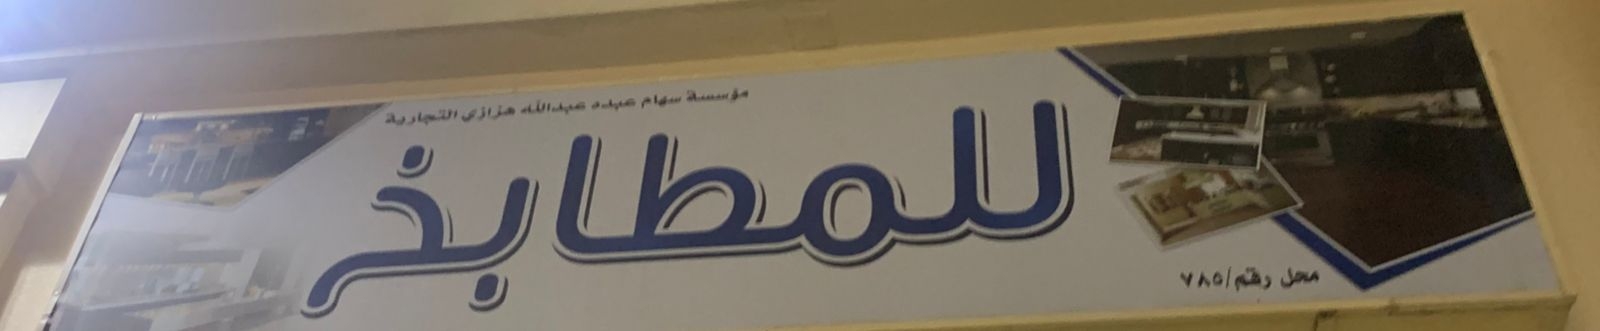 مؤسسة سهام عبده عبدالله هزازي التجارية
للمطابخ
محل رقم/٧٨٥